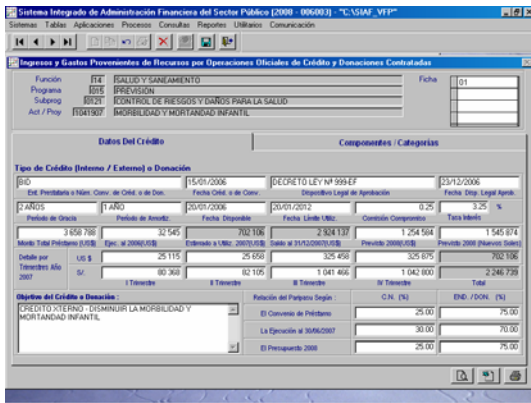 Sistema Integrado de Administración Financiera del Sector Público [2008 - 006003] - "C:\SIAF_VFP"
Sistemas Tablas Aplicaciones Procesos Consultas Reportes Utilitarios Comunicación
Ingresos y Gastos Provenientes de Recursos por Operaciones Oficiales de Crédito y Donaciones Contratadas
Función 14 SALUD Y SANEAMIENTO Ficha 01
Programa 015 PREVISION
Subprog 0121 CONTROL DE RIESGOS Y DAÑOS PARA LA SALUD
Act / Proy 1041907 MORBILIDAD Y MORTANDAD INFANTIL
Datos Del Crédito Componentes / Categorías
Tipo de Crédito (Interno / Externo) o Donación
BID 15/01/2006 DECRETO LEY Nª 999-EF 23/12/2006
Ent. Prestataria o Núm. Conv. de Créd. o de Don. Fecha Créd. o de Conv. Dispositivo Legal de Aprobación Fecha Disp. Legal Aprob.
2 AÑOS 1 AÑO 20/01/2006 20/01/2012 0.25 3.25 %
Periodo de Gracia Periodo de Amortiz. Fecha Disponible Fecha Límite Utiliz. Comisión Compromiso Tasa Interés
3 658 788 32 545 702 106 2 924 137 1 254 584 1 545 874
Monto Total Préstamo (US$) Ejec. al 2006(US$) Estimado a Utiliz. 2007(US$) Saldo al 31/12/2007(US$) Previsto 2008(US$) Previsto 2008 (Nuevos Soles)
Detalle por Trimestres Año 2007
US $ 25 115 25 658 325 458 325 875 702 106
S/. 80 368 82 105 1 041 466 1 042 800 2 246 739
I Trimestre II Trimestre III Trimestre IV Trimestre Total
Objetivo del Crédito o Donación : Relación del Paripassu Según : C.N. (%) END. /DON. (%)
CREDITO XTERNO - DISMINUIR LA MORBILIDAD Y
MORTANDAD INFANTIL
El Convenio de Préstamo 25.00 75.00
La Ejecución al 30/06/2007 30.00 70.00
El Presupuesto 2008 25.00 75.00